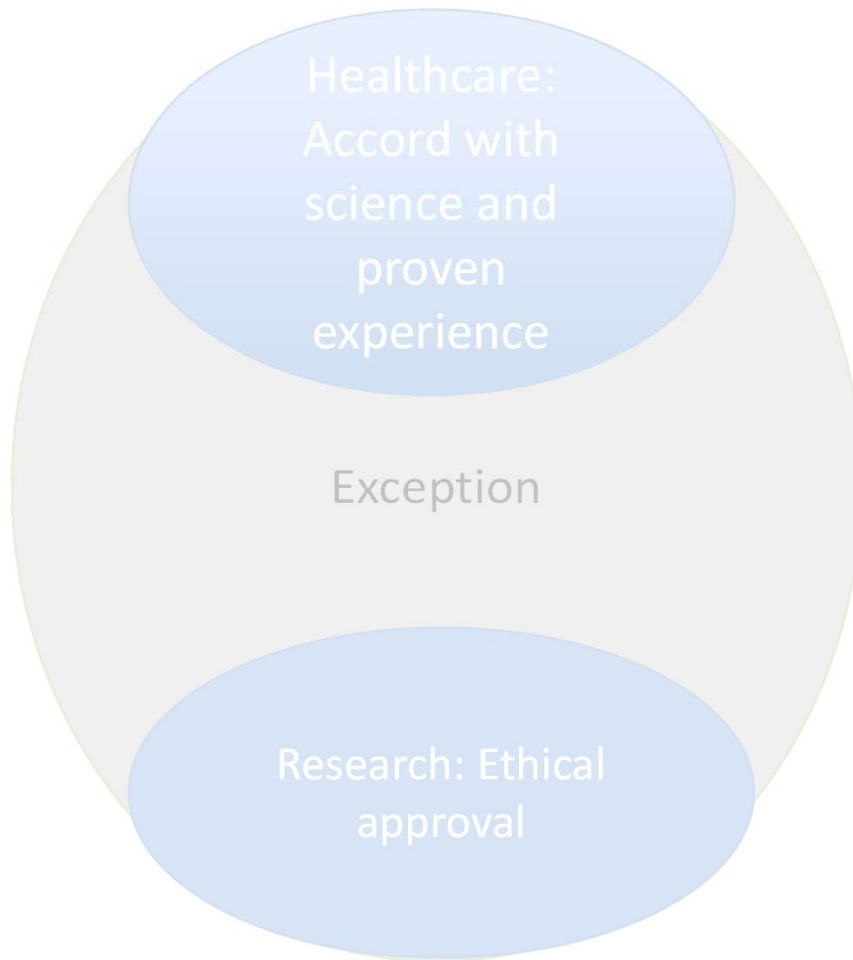 Healthcare:
Accord with
science and
proven
experience
Exception
Research: Ethical
approval